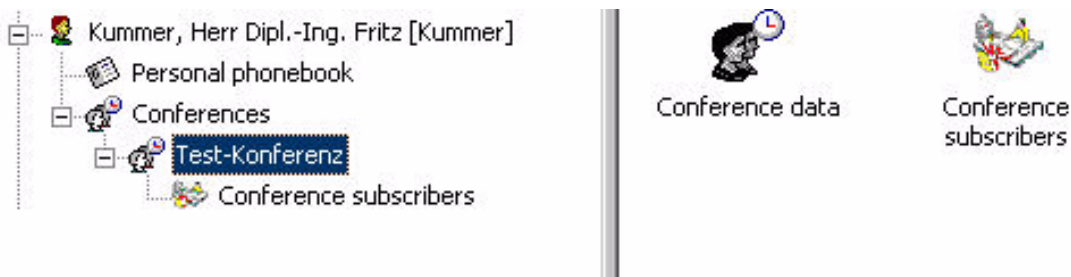 Kummer, Herr Dipl.-Ing. Fritz [Kummer]
Personal phonebook
Conferences
Test-Konferenz
Conference subscribers
Conference data
Conference
subscribers